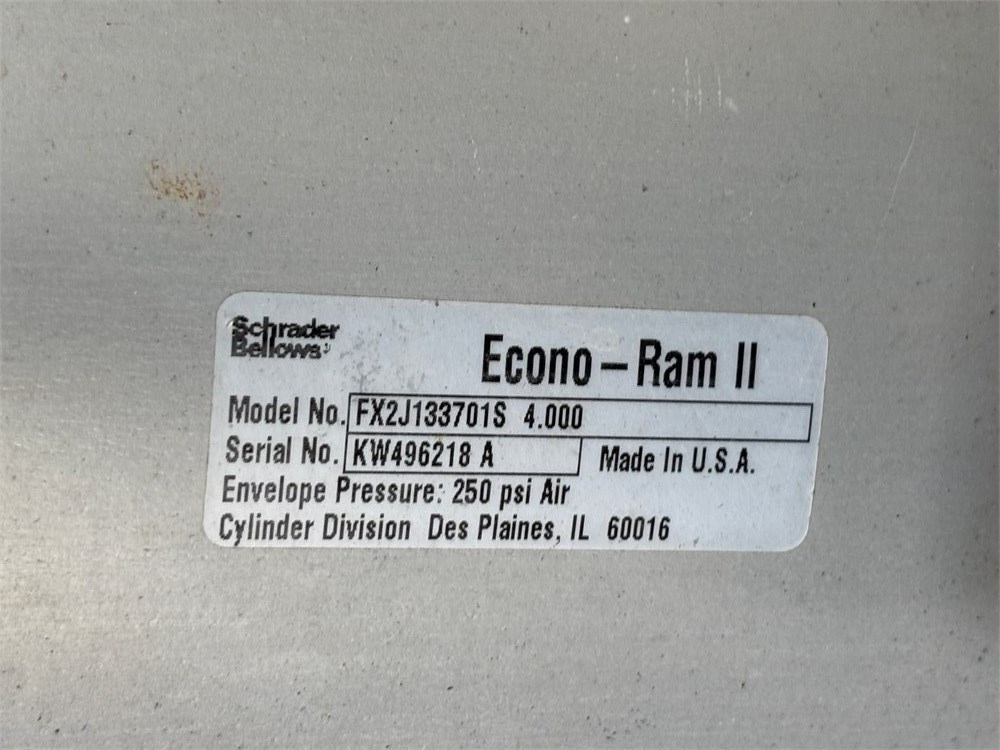 Schrader
Bellows
Econo-Ram II
Model No. FX2J133701S 4.000
Serial No. KW496218 A Made In U.S.A.
Envelope Pressure: 250 psi Air
Cylinder Division Des Plaines, IL 60016